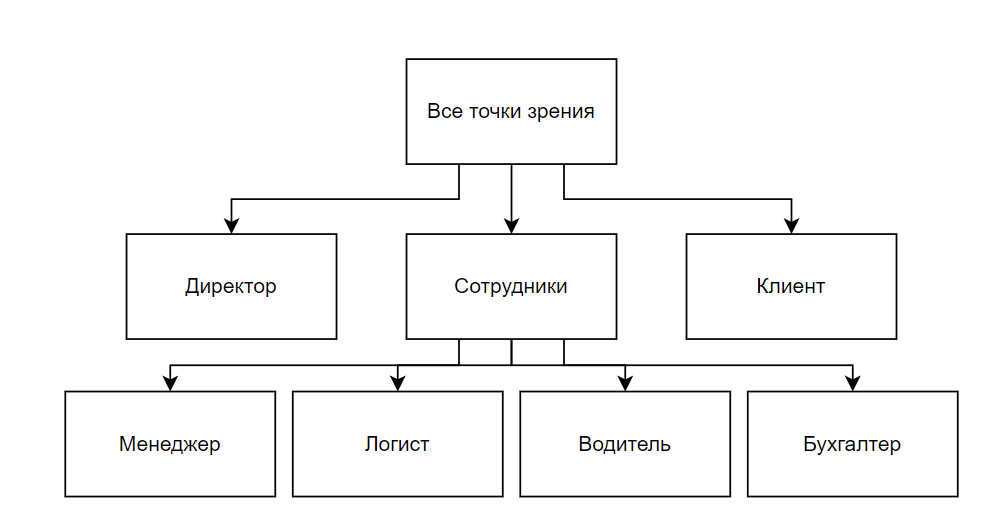 Все точки зрения
Директор
Сотрудники
Клиент
Менеджер
Логист
Водитель
Бухгалтер